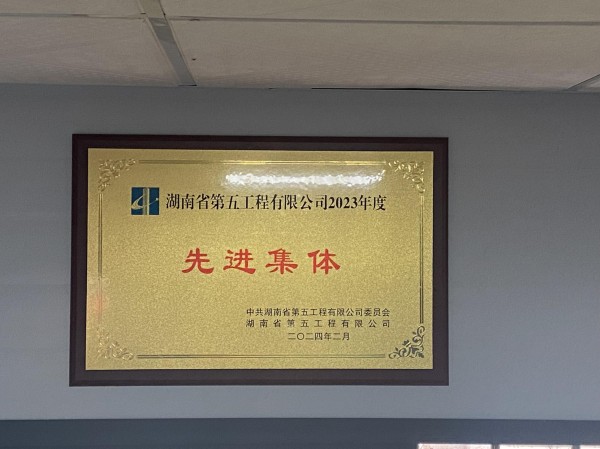 湖南省第五工程有限公司2023年度
先进集体
中共湖南省第五工程有限公司委员会
湖南省第五工程有限公司
二〇二四年二月